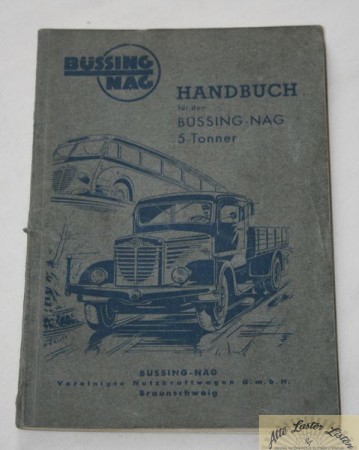 BÜSSING
NAG
HANDBUCH
für den
BÜSSING-NAG
5-Tonner
BÜSSING-NAG
Vereinigte Nutzkraftwagen G.m.b.H.
Braunschweig
Alte Laster Listen